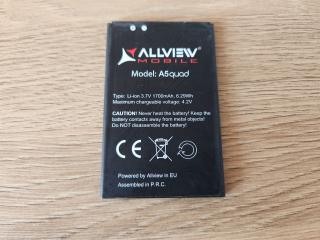 ALLVIEW
MOBILE
Model: A5quad
Type: Li-ion 3.7V 1700mAh, 6.29Wh
Maximum chargeable voltage: 4.2V
CAUTION! Never heat the battery! Keep the
battery contacts away from metal objects!
Do NOT disassemble!
CE
Powered by Allview in EU
Assembled in P.R.C.